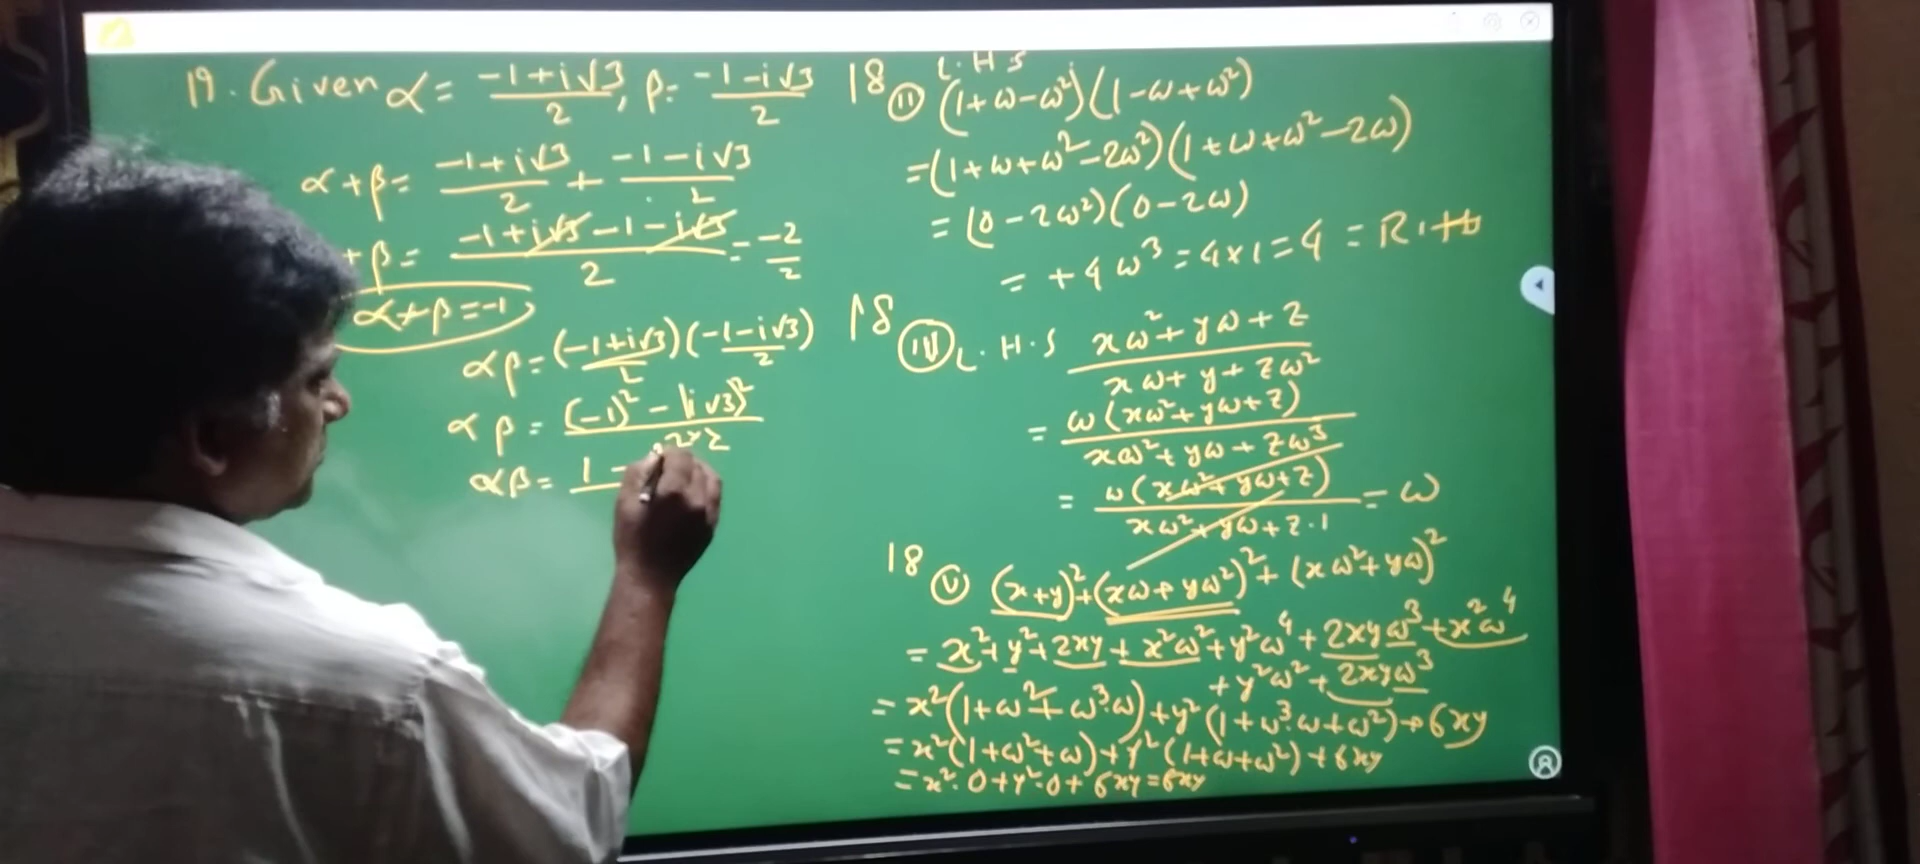 19. Given α = (-1+i√3)/2, β = (-1-i√3)/2
α+β = (-1+i√3)/2 + (-1-i√3)/2
+β = (-1+i√3-1-i√3)/2 = -2/2
α+β=-1
αβ = (-1+i√3)/2 (-1-i√3)/2
αβ = ((-1)² - (i√3)²)/(2×2)
αβ = 1 -
18 (ii) L.H.S
(1+ω-ω²)(1-ω+ω²)
=(1+ω+ω²-2ω²)(1+ω+ω²-2ω)
=(0-2ω²)(0-2ω)
= +4ω³ = 4×1 = 4 = R.H.
18 (iv) L.H.S (xω²+yω+z)/(xω+y+zω²)
= ω(xω²+yω+z)/(xω²+yω+zω³)
= ω(xω²+yω+z)/(xω²+yω+z·1) = ω
18 (v) (x+y)²+(xω+yω²)²+(xω²+yω)²
= x²+y²+2xy+x²ω²+y²ω⁴+2xyω³+x²ω⁴
+y²ω²+2xyω³
= x²(1+ω²+ω³ω)+y²(1+ω³·ω+ω²)+6xy
= x²(1+ω²+ω)+y²(1+ω+ω²)+6xy
= x²·0+y²·0+6xy=6xy